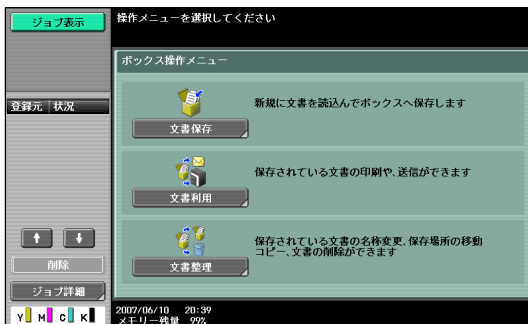 ジョブ表示
操作メニューを選択してください
ボックス操作メニュー
登録元 状況
新規に文書を読込んでボックスへ保存します
文書保存
保存されている文書の印刷や、送信ができます
文書利用
保存されている文書の名称変更、保存場所の移動
コピー、文書の削除ができます
文書整理
削除
ジョブ詳細
Y M C K
2007/06/10 20:39
メモリー残量 99%